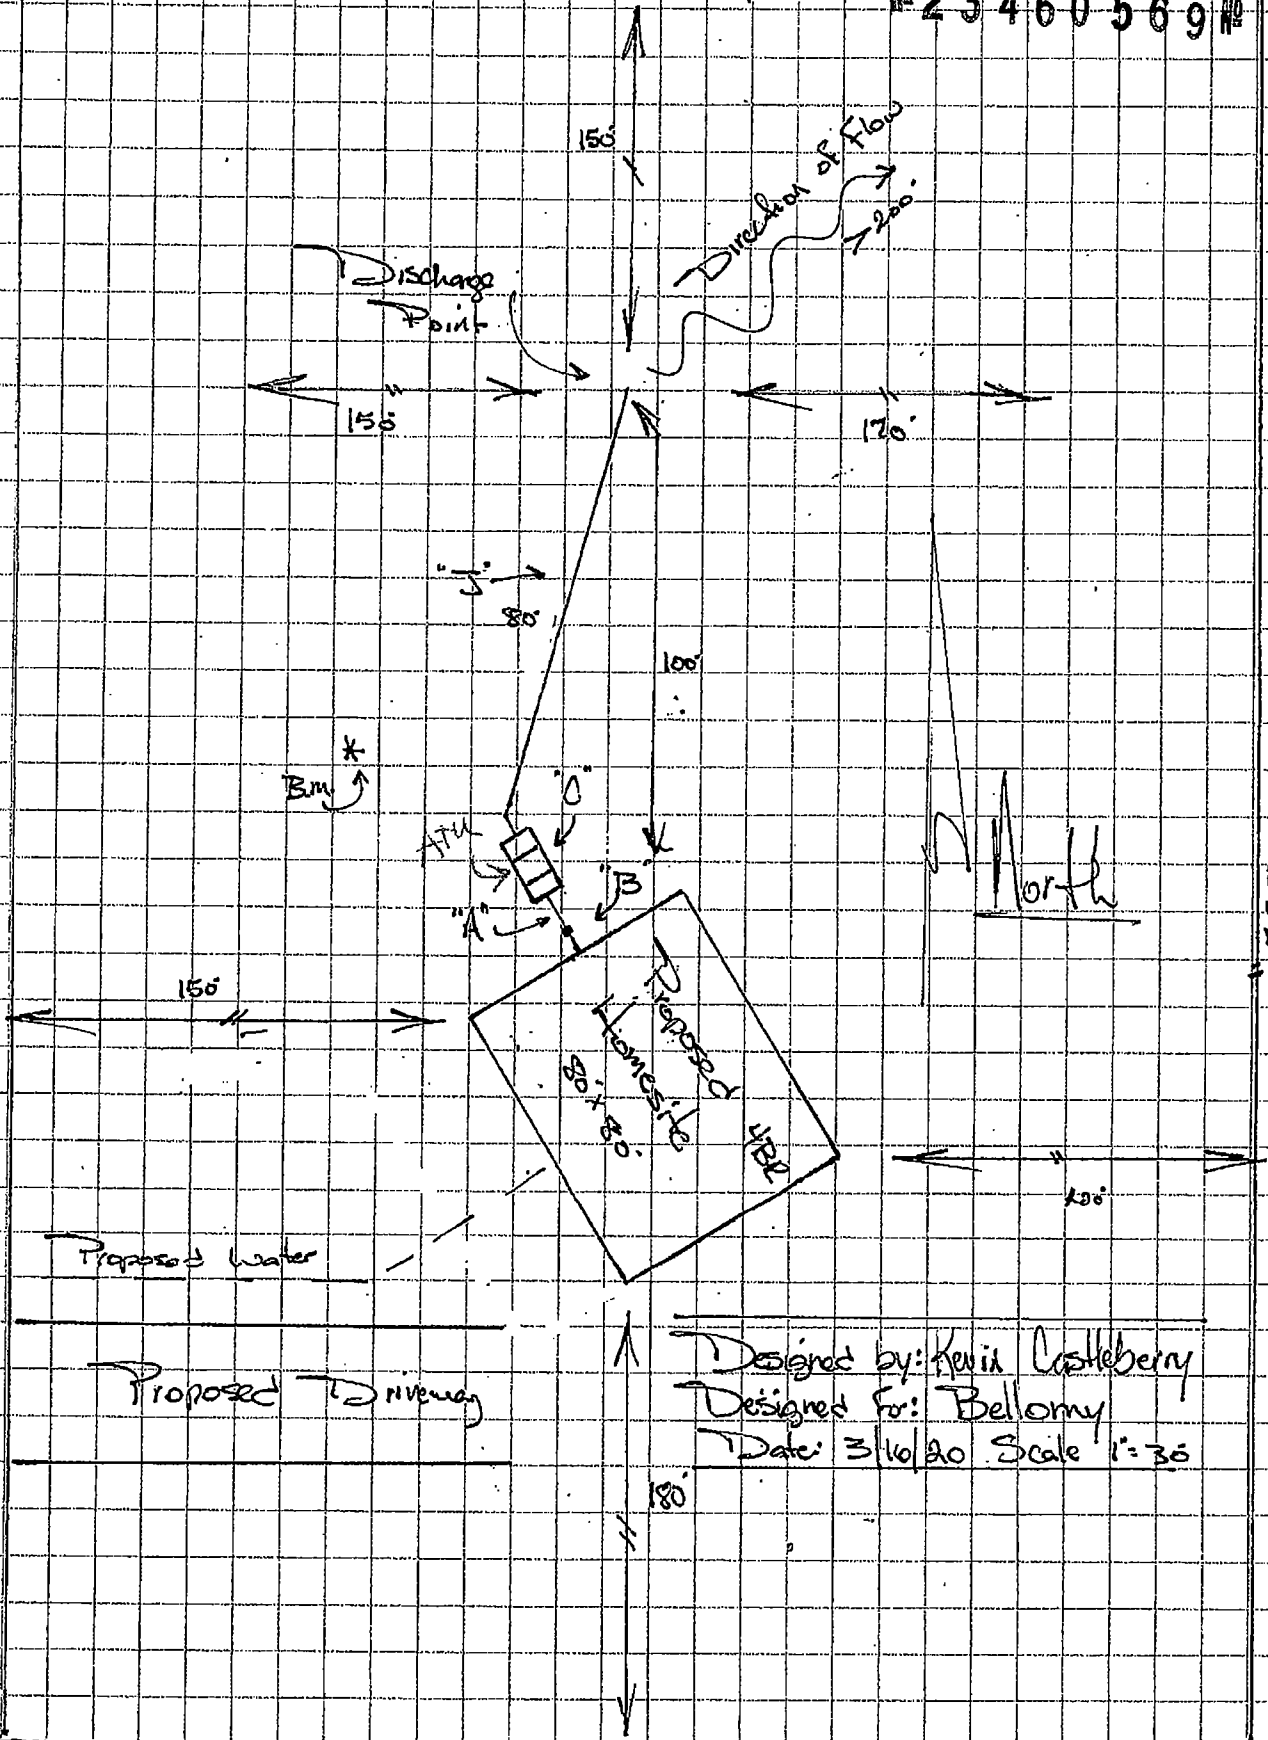 23460569
150'
Direction of Flow
>200'
Discharge
Point
150'
170'
"J"
80'
100'
B.m.
*
"C"
ATU
"B"
"A"
150'
Proposed
Homesite
80' x 80'
4BR
North
Proposed Water
Proposed Driveway
Designed by: Kevin Castleberry
Designed For: Bellomy
Date: 3/16/20 Scale 1"=30'
180'